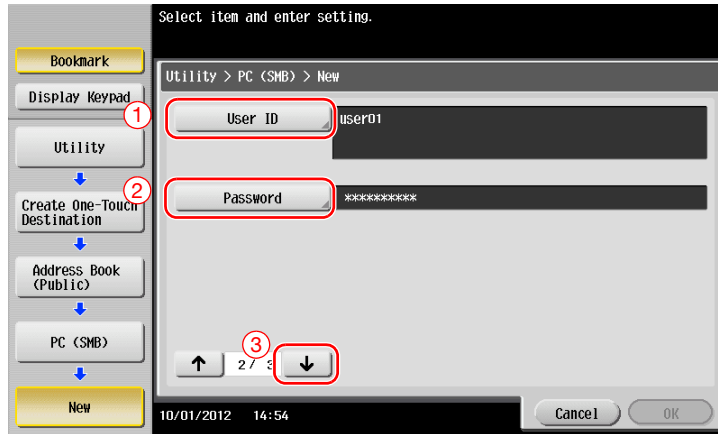 Select item and enter setting.
Bookmark
Display Keypad
Utility > PC (SMB) > New
1
User ID
user01
Utility
2
Create One-Touch
Destination
Password
**********
Address Book
(Public)
PC (SMB)
3
↑ 2/ 3 ↓
New
10/01/2012 14:54
Cancel
OK